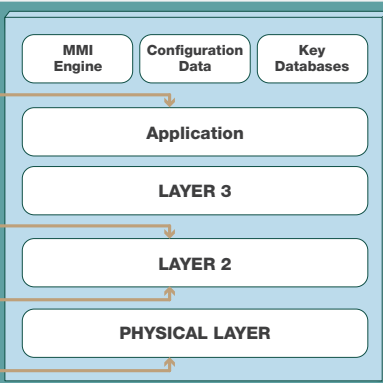 MMI
Engine
Configuration
Data
Key
Databases
Application
LAYER 3
LAYER 2
PHYSICAL LAYER